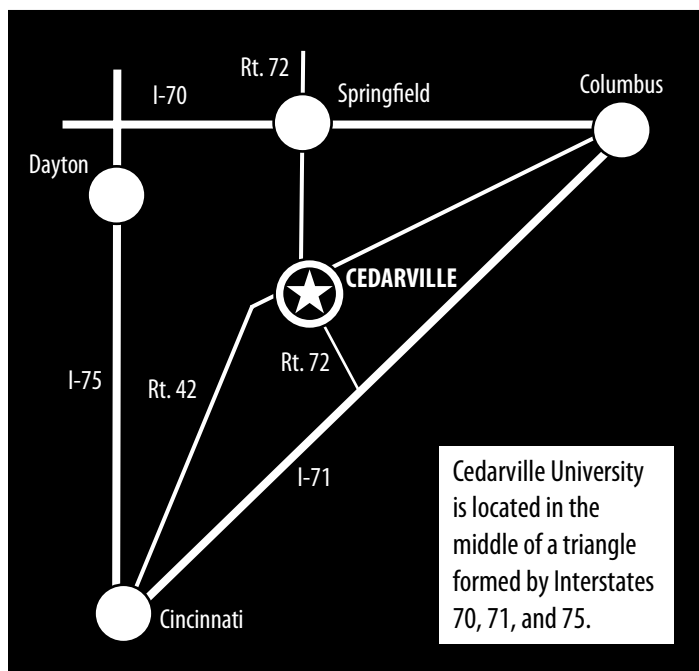 Rt. 72
Columbus
I-70
Springfield
Dayton
CEDARVILLE
Rt. 72
I-75
Rt. 42
I-71
Cedarville University
is located in the
middle of a triangle
formed by Interstates
70, 71, and 75.
Cincinnati